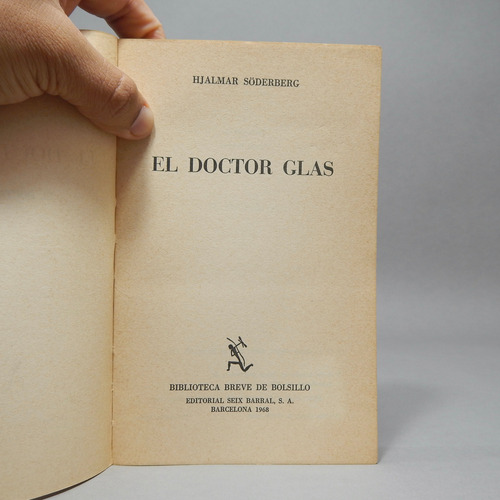 HJALMAR SÖDERBERG
EL DOCTOR GLAS
BIBLIOTECA BREVE DE BOLSILLO
EDITORIAL SEIX BARRAL, S. A.
BARCELONA 1968